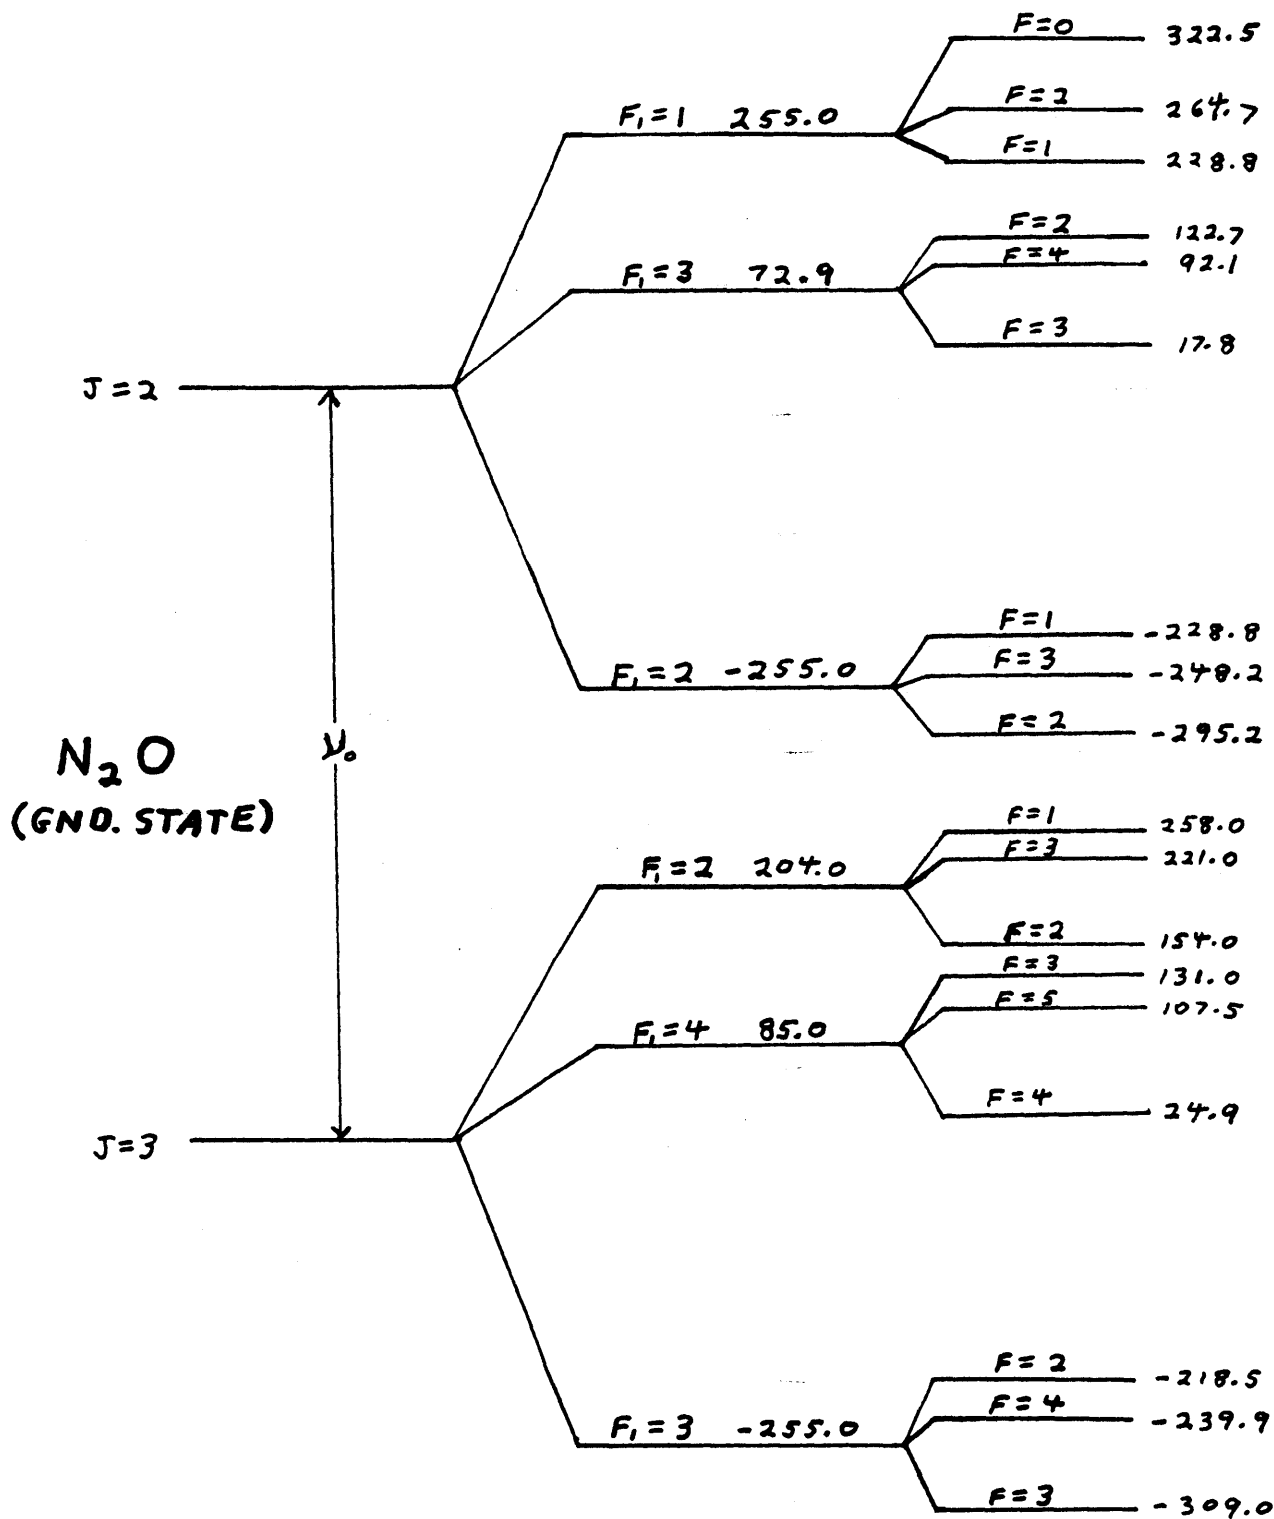 F=0 322.5
F=2 264.7
F₁=1 255.0
F=1 228.8
F=2 122.7
F=4 92.1
F₁=3 72.9
F=3 17.8
J=2
F=1 -228.8
F=3 -248.2
F₁=2 -255.0
F=2 -295.2
N₂O
ν₀
(GND. STATE)
F=1 258.0
F=3 221.0
F₁=2 204.0
F=2 154.0
F=3 131.0
F=5 107.5
F₁=4 85.0
F=4 24.9
J=3
F=2 -218.5
F=4 -239.9
F₁=3 -255.0
F=3 -309.0